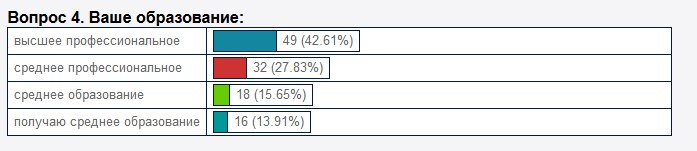 Вопрос 4. Ваше образование:
высшее профессиональное 49 (42.61%)
среднее профессиональное 32 (27.83%)
среднее образование 18 (15.65%)
получаю среднее образование 16 (13.91%)